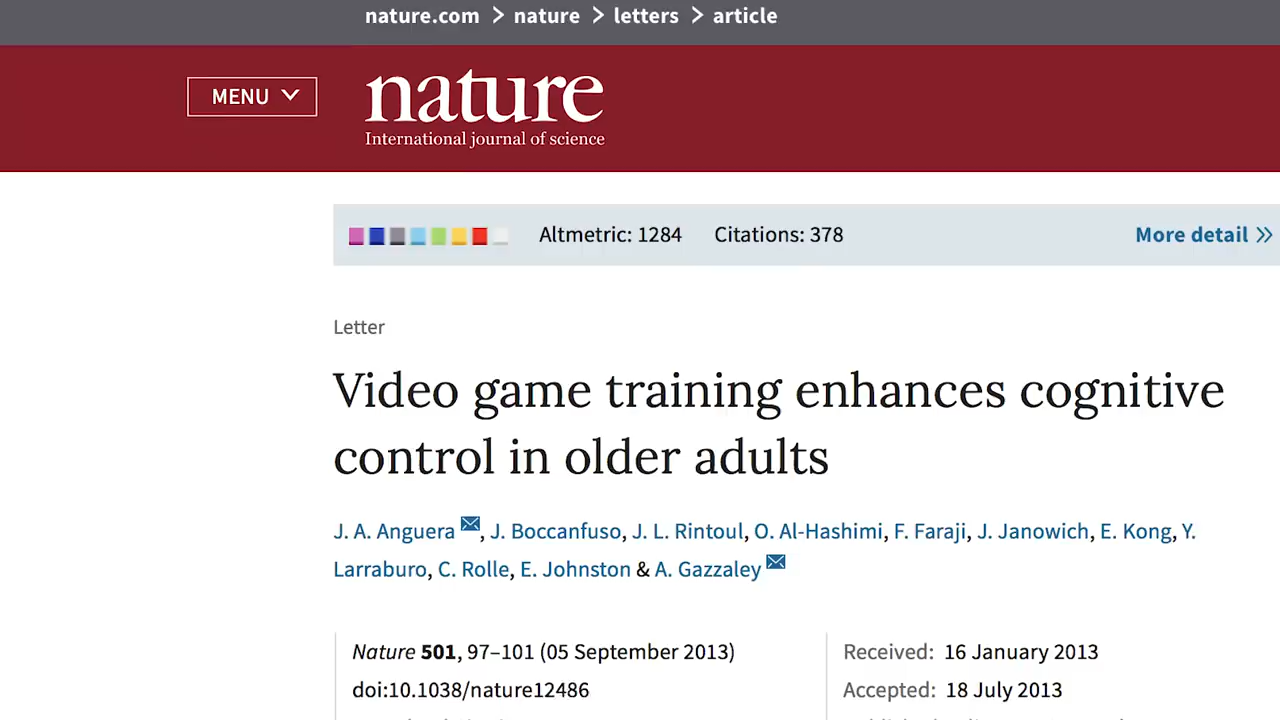 nature.com > nature > letters > article
MENU
nature
International journal of science
Altmetric: 1284 Citations: 378 More detail >>
Letter
Video game training enhances cognitive
control in older adults
J. A. Anguera, J. Boccanfuso, J. L. Rintoul, O. Al-Hashimi, F. Faraji, J. Janowich, E. Kong, Y.
Larraburo, C. Rolle, E. Johnston & A. Gazzaley
Nature 501, 97–101 (05 September 2013)
doi:10.1038/nature12486
Received: 16 January 2013
Accepted: 18 July 2013